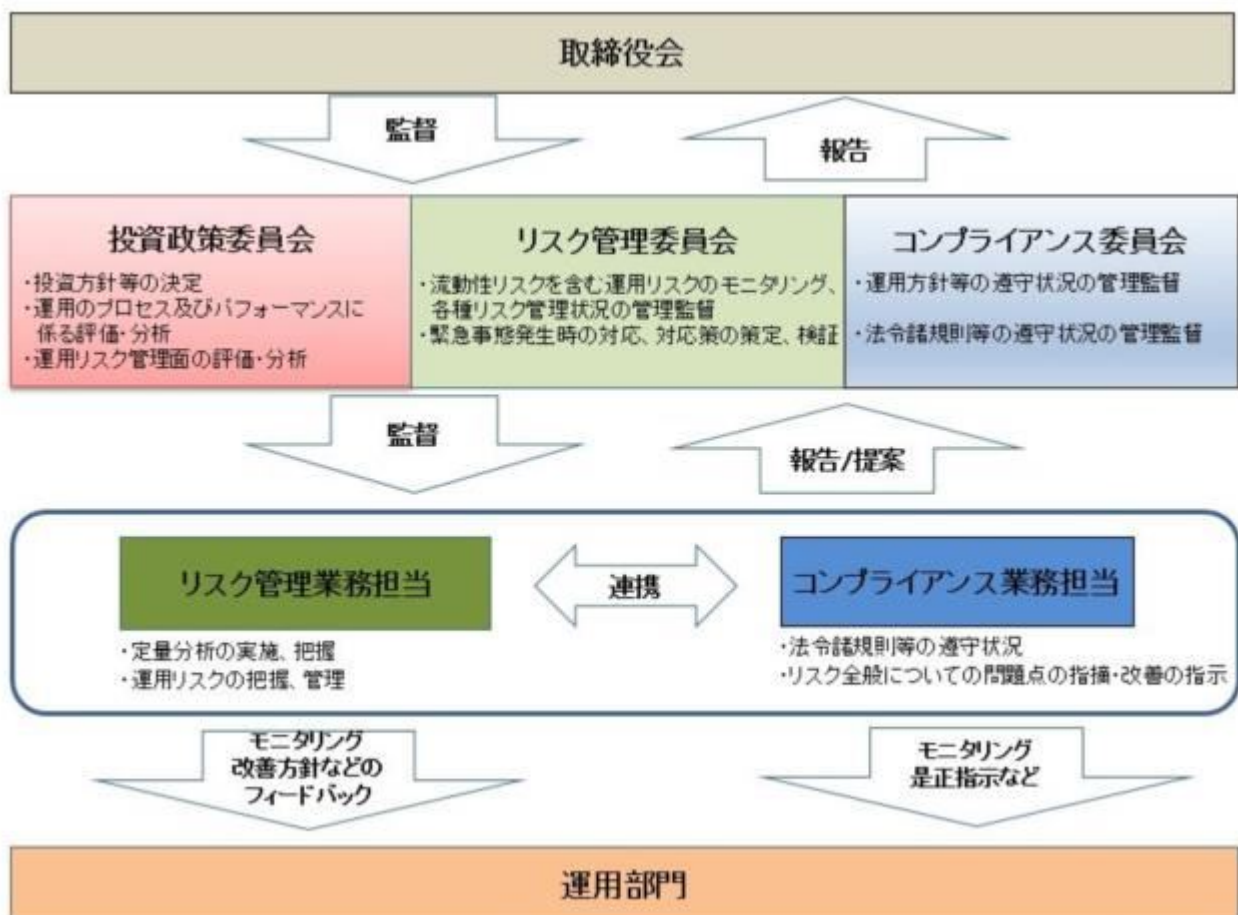 取締役会
監督
報告
投資政策委員会
・投資方針等の決定
・運用のプロセス及びパフォーマンスに
係る評価・分析
・運用リスク管理面の評価・分析
リスク管理委員会
・流動性リスクを含む運用リスクのモニタリング、
各種リスク管理状況の管理監督
・緊急事態発生時の対応、対応策の策定、検証
コンプライアンス委員会
・運用方針等の遵守状況の管理監督
・法令諸規則等の遵守状況の管理監督
監督
報告/提案
リスク管理業務担当
・定量分析の実施、把握
・運用リスクの把握、管理
連携
コンプライアンス業務担当
・法令諸規則等の遵守状況
・リスク全般についての問題点の指摘・改善の指示
モニタリング
改善方針などの
フィードバック
モニタリング
是正指示など
運用部門